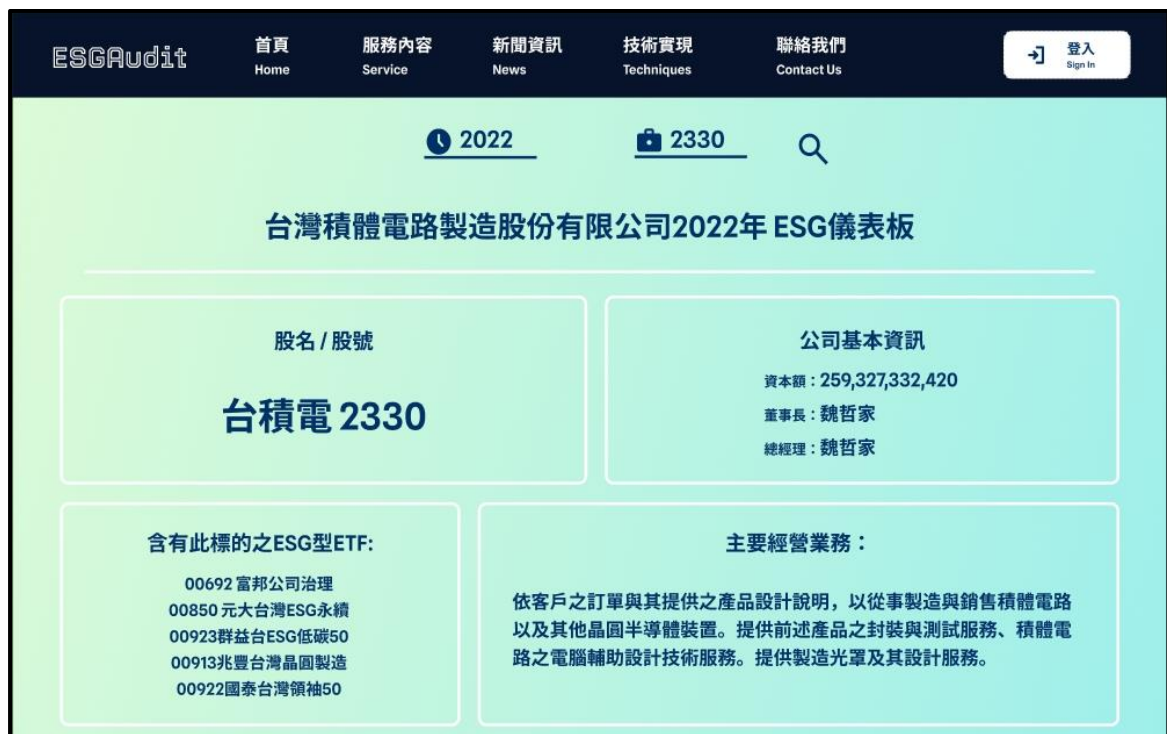 ESGAudit
首頁
Home
服務內容
Service
新聞資訊
News
技術實現
Techniques
聯絡我們
Contact Us
登入
Sign In
2022
2330
台灣積體電路製造股份有限公司2022年 ESG儀表板
股名 / 股號
台積電 2330
公司基本資訊
資本額：259,327,332,420
董事長：魏哲家
總經理：魏哲家
含有此標的之ESG型ETF:
00692 富邦公司治理
00850 元大台灣ESG永續
00923群益台ESG低碳50
00913兆豐台灣晶圓製造
00922國泰台灣領袖50
主要經營業務：
依客戶之訂單與其提供之產品設計說明，以從事製造與銷售積體電路
以及其他晶圓半導體裝置。提供前述產品之封裝與測試服務、積體電
路之電腦輔助設計技術服務。提供製造光罩及其設計服務。